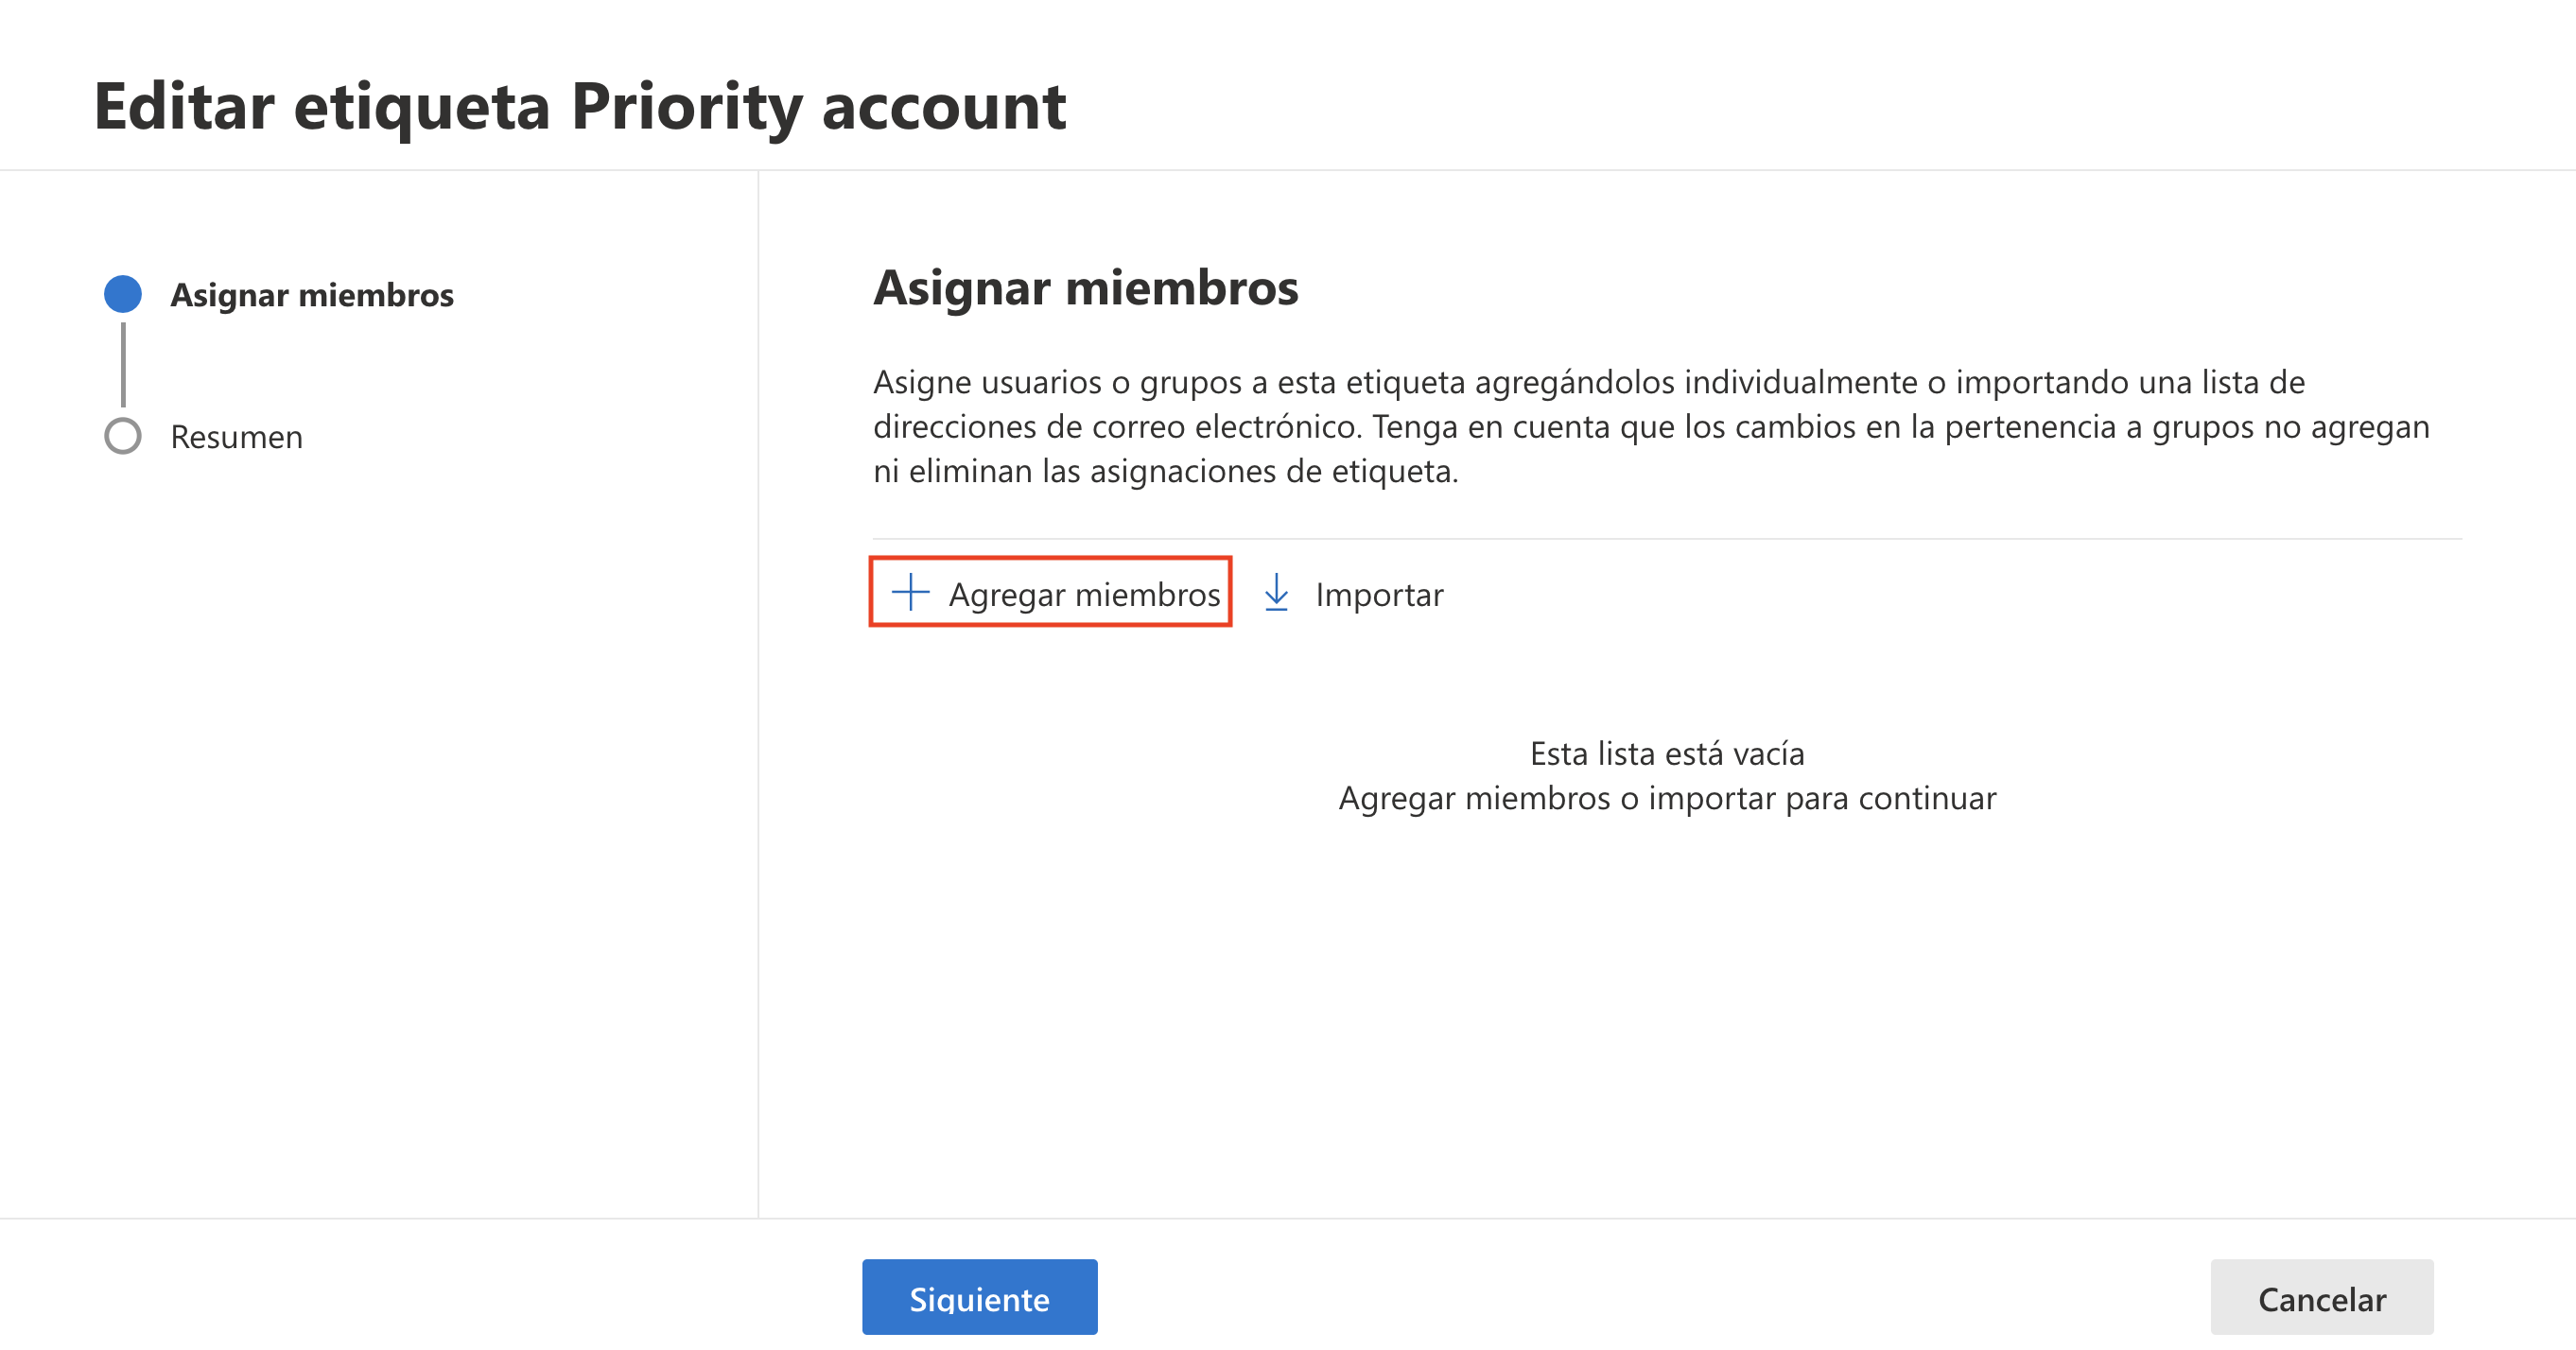 Editar etiqueta Priority account
Asignar miembros
Resumen
Asignar miembros
Asigne usuarios o grupos a esta etiqueta agregándolos individualmente o importando una lista de
direcciones de correo electrónico. Tenga en cuenta que los cambios en la pertenencia a grupos no agregan
ni eliminan las asignaciones de etiqueta.
Agregar miembros
Importar
Esta lista está vacía
Agregar miembros o importar para continuar
Siguiente
Cancelar